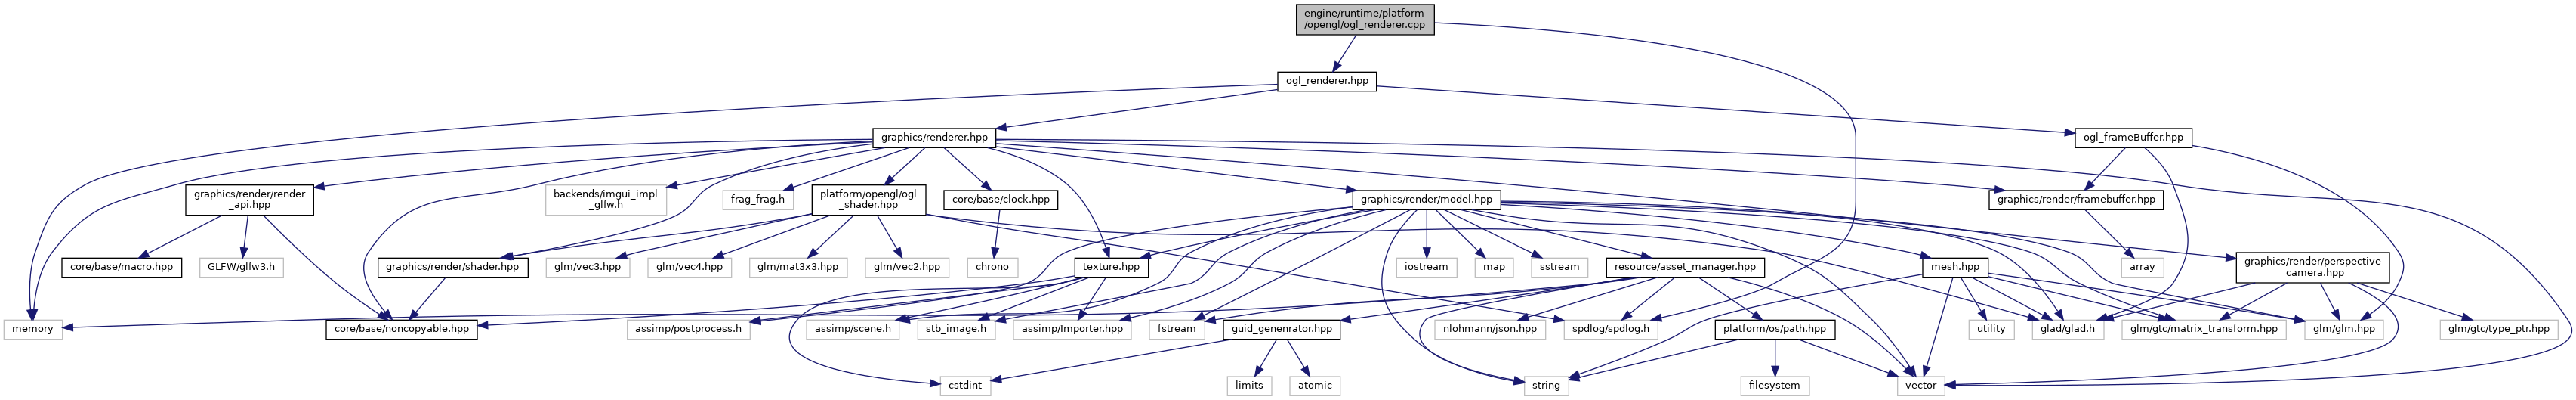 engine/runtime/platform
/opengl/ogl_renderer.cpp
ogl_renderer.hpp
graphics/renderer.hpp
ogl_frameBuffer.hpp
graphics/render/render
_api.hpp
backends/imgui_impl
_glfw.h
frag_frag.h
platform/opengl/ogl
_shader.hpp
core/base/clock.hpp
graphics/render/model.hpp
graphics/render/framebuffer.hpp
core/base/macro.hpp
GLFW/glfw3.h
graphics/render/shader.hpp
glm/vec3.hpp
glm/vec4.hpp
glm/mat3x3.hpp
glm/vec2.hpp
chrono
texture.hpp
iostream
map
sstream
resource/asset_manager.hpp
mesh.hpp
array
graphics/render/perspective
_camera.hpp
memory
core/base/noncopyable.hpp
assimp/postprocess.h
assimp/scene.h
stb_image.h
assimp/Importer.hpp
fstream
guid_genenrator.hpp
nlohmann/json.hpp
spdlog/spdlog.h
platform/os/path.hpp
utility
glad/glad.h
glm/gtc/matrix_transform.hpp
glm/glm.hpp
glm/gtc/type_ptr.hpp
cstdint
limits
atomic
string
filesystem
vector